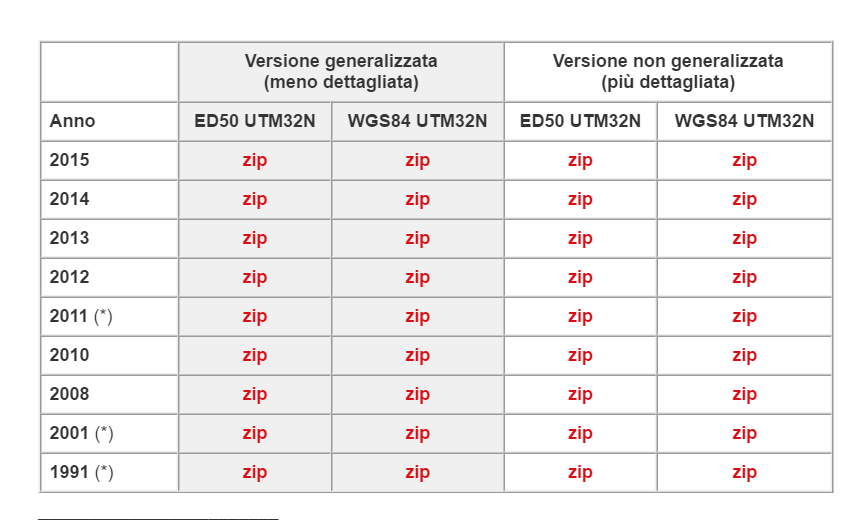 Versione generalizzata Versione non generalizzata
(meno dettagliata) (più dettagliata)
Anno ED50 UTM32N WGS84 UTM32N ED50 UTM32N WGS84 UTM32N
2015 zip zip zip zip
2014 zip zip zip zip
2013 zip zip zip zip
2012 zip zip zip zip
2011 (*) zip zip zip zip
2010 zip zip zip zip
2008 zip zip zip zip
2001 (*) zip zip zip zip
1991 (*) zip zip zip zip